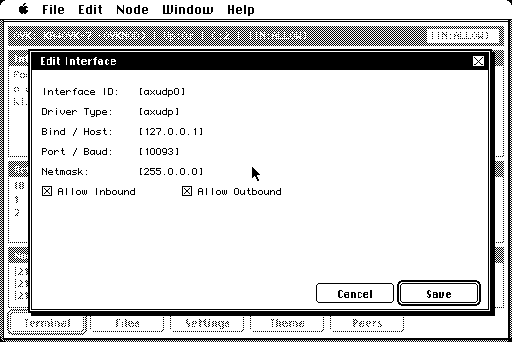 File Edit Node Window Help
Edit Interface
Interface ID: [axudp0]
Driver Type: [axudp]
Bind / Host: [127.0.0.1]
Port / Baud: [10093]
Netmask: [255.0.0.0]
Allow Inbound Allow Outbound
Cancel Save
Terminal Files Settings Theme Peers